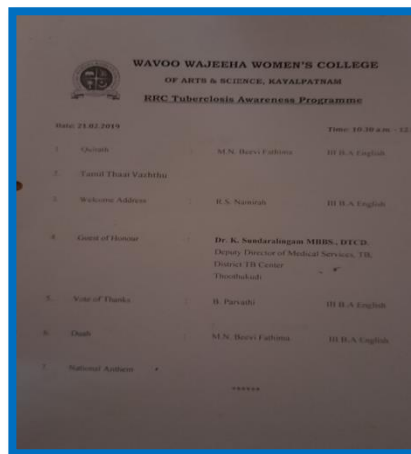 WAVOO WAJEEHA WOMEN'S COLLEGE
OF ARTS & SCIENCE, KAYALPATNAM
RRC Tuberclosis Awareness Programme
Date: 21.02.2019
Time: 10.30 a.m. - 12
1. Qirath : M.N. Beevi Fathima III B.A English
2. Tamil Thaai Vazhthu
3. Welcome Address : R.S. Namirah III B.A English
4. Guest of Honour : Dr. K. Sundaralingam MBBS., DTCD.
Deputy Director of Medical Services, TB,
District TB Center
Thoothukudi
5. Vote of Thanks : B. Parvathi III B.A English
6. Duah : M.N. Beevi Fathima III B.A English
7. National Anthem
******